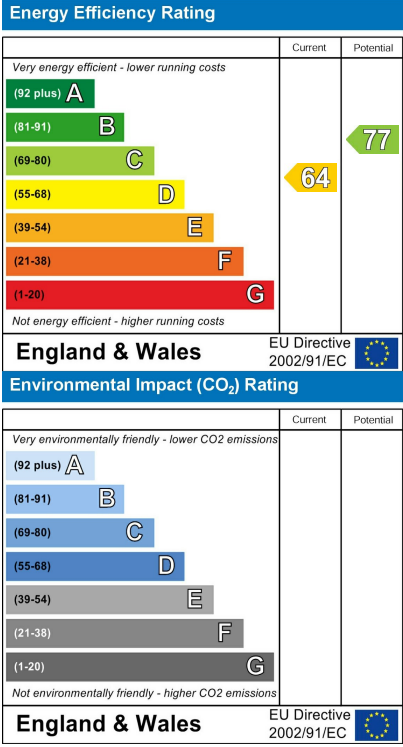 Energy Efficiency Rating
Current Potential
Very energy efficient - lower running costs
(92 plus) A
(81-91) B
77
(69-80) C
64
(55-68) D
(39-54) E
(21-38) F
(1-20) G
Not energy efficient - higher running costs
England & Wales
EU Directive
2002/91/EC
Environmental Impact (CO₂) Rating
Current Potential
Very environmentally friendly - lower CO2 emissions
(92 plus) A
(81-91) B
(69-80) C
(55-68) D
(39-54) E
(21-38) F
(1-20) G
Not environmentally friendly - higher CO2 emissions
England & Wales
EU Directive
2002/91/EC